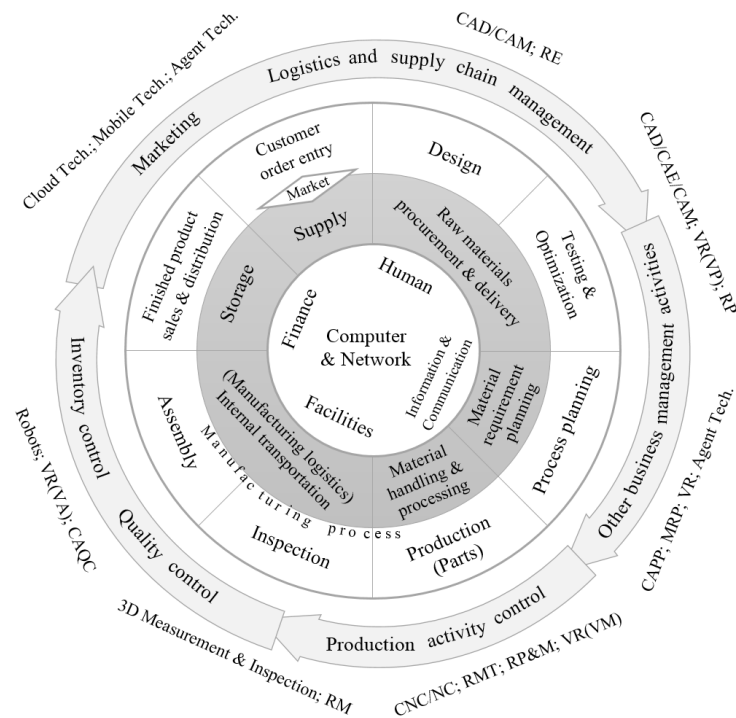 Cloud Tech.; Mobile Tech.; Agent Tech.
CAD/CAM; RE
CAD/CAE/CAM; VR(VP); RP
CAPP; MRP; VR; Agent Tech.
CNC/NC; RMT; RP&M; VR(VM)
3D Measurement & Inspection; RM
Robots; VR(VA); CAQC
Marketing
Logistics and supply chain management
Other business management activities
Production activity control
Quality control
Inventory control
Customer
order entry
Design
Testing &
Optimization
Process planning
Production
(Parts)
Inspection
Assembly
Finished product
sales & distribution
Market
Supply
Raw materials
procurement & delivery
Material
requirement
planning
Material
handling &
processing
(Manufacturing logistics)
Internal transportation
Manufacturing process
Storage
Human
Finance
Computer
& Network
Information &
Communication
Facilities